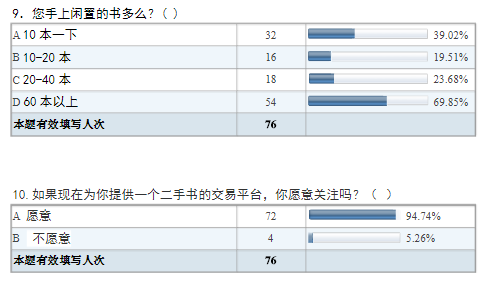 9．您手上闲置的书多么？（ ）
A 10 本一下 32 39.02%
B 10-20 本 16 19.51%
C 20-40 本 18 23.68%
D 60 本以上 54 69.85%
本题有效填写人次 76
10. 如果现在为你提供一个二手书的交易平台，你愿意关注吗？（ ）
A 愿意 72 94.74%
B 不愿意 4 5.26%
本题有效填写人次 76